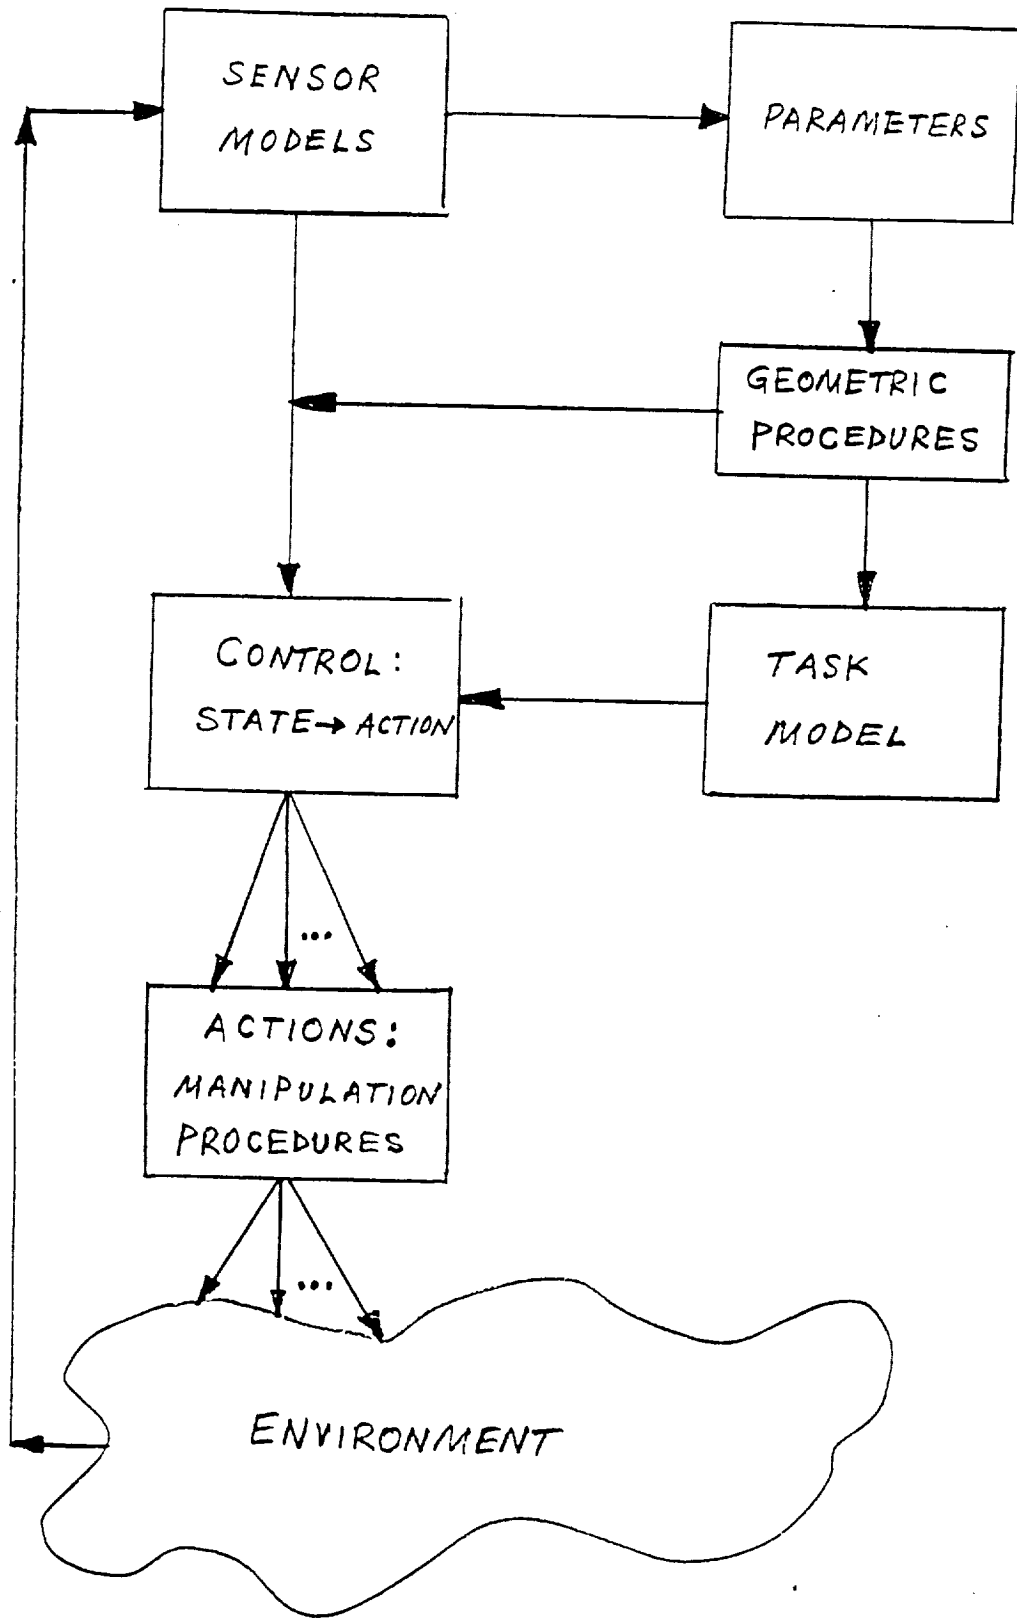 SENSOR
MODELS
PARAMETERS
GEOMETRIC
PROCEDURES
CONTROL:
STATE→ ACTION
TASK
MODEL
...
ACTIONS:
MANIPULATION
PROCEDURES
...
ENVIRONMENT